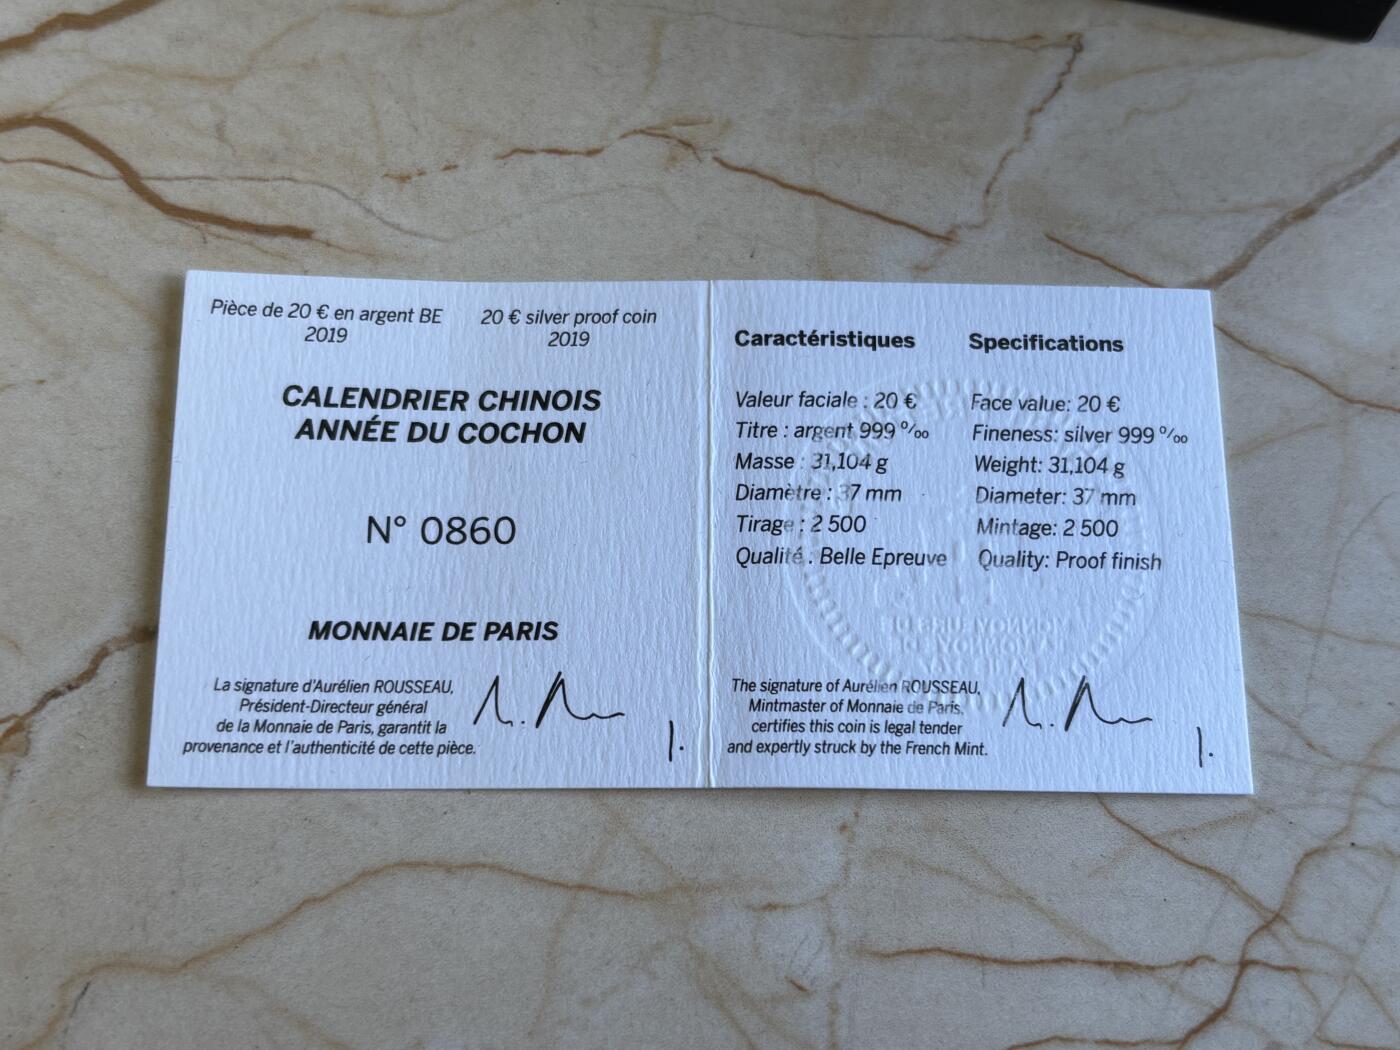 Pièce de 20 € en argent BE
2019
20 € silver proof coin
2019
CALENDRIER CHINOIS
ANNÉE DU COCHON
N° 0860
MONNAIE DE PARIS
La signature d'Aurélien ROUSSEAU,
Président-Directeur général
de la Monnaie de Paris, garantit la
provenance et l'authenticité de cette pièce.
Caractéristiques
Valeur faciale : 20 €
Titre : argent 999 ‰
Masse : 31,104 g
Diamètre : 37 mm
Tirage : 2 500
Qualité : Belle Epreuve
Specifications
Face value: 20 €
Fineness: silver 999 ‰
Weight: 31,104 g
Diameter: 37 mm
Mintage: 2 500
Quality: Proof finish
The signature of Aurélien ROUSSEAU,
Mintmaster of Monnaie de Paris,
certifies this coin is legal tender
and expertly struck by the French Mint.